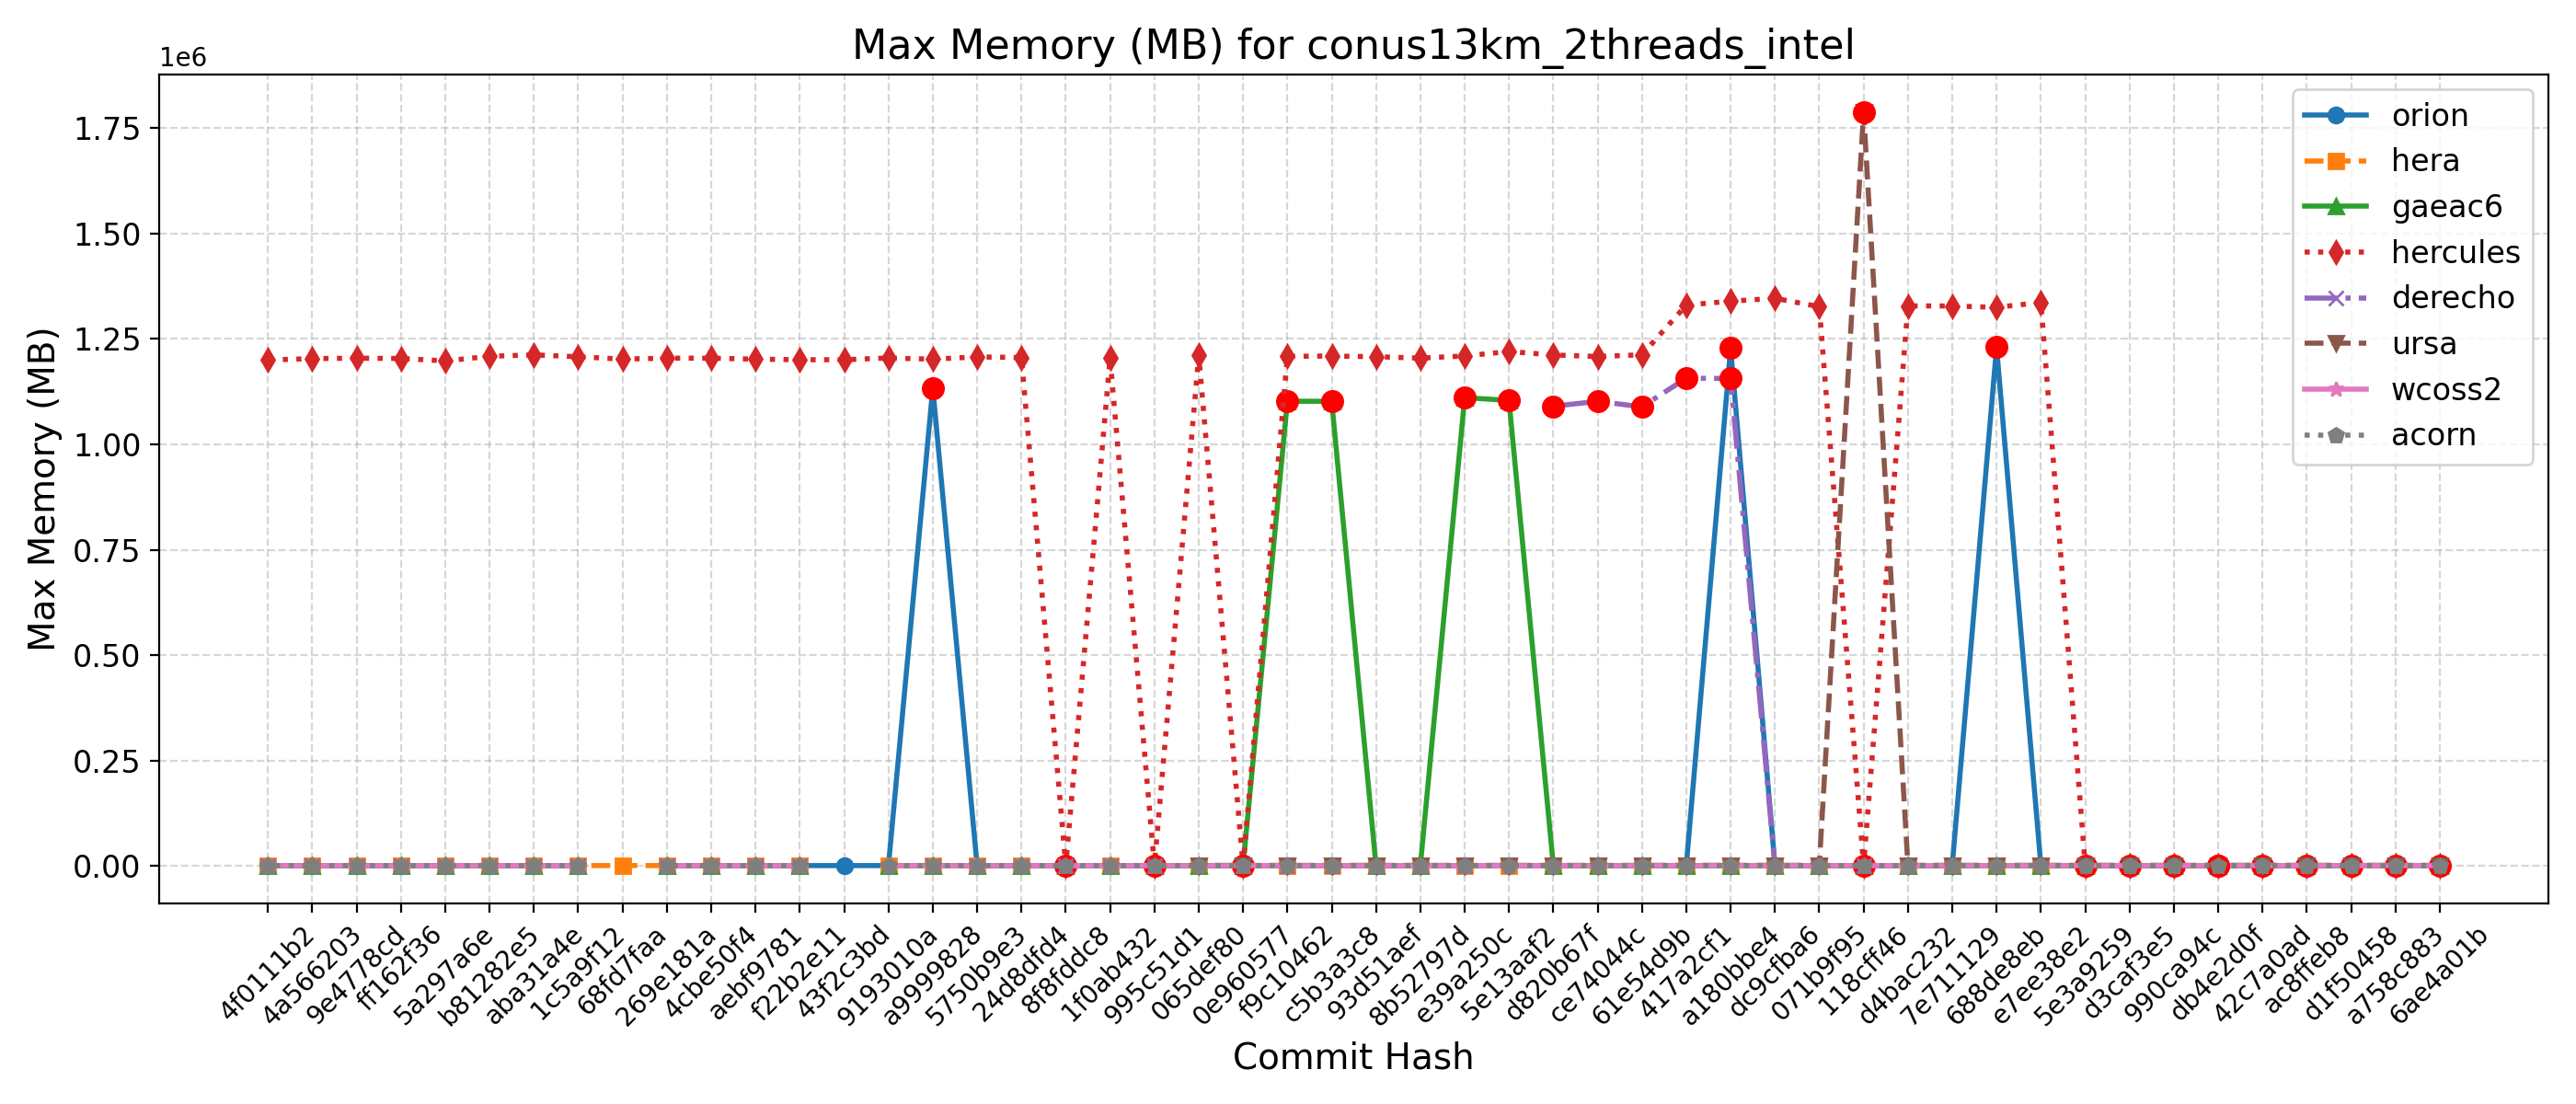 Max Memory (MB) for conus13km_2threads_intel
1e6
1.75
1.50
1.25
1.00
0.75
0.50
0.25
0.00
Max Memory (MB)
orion
hera
gaeac6
hercules
derecho
ursa
wcoss2
acorn
4f0111b2
4a566203
9e4778cd
ff162f36
5a297a6e
b81282e5
aba31a4e
1c5a9f12
68fd7faa
269e181a
4cbe50f4
aebf9781
f22b2e11
43f2c3bd
9193010a
a9999828
5750b9e3
24d8dfd4
8f8fddc8
1f0ab432
995c51d1
065def80
0e960577
f9c10462
c5b3a3c8
93d51aef
8b52797d
e39a250c
5e13aaf2
d820b67f
ce74044c
61e54d9b
417a2cf1
a180bbe4
dc9cfba6
071b9f95
118cff46
d4bac232
7e711129
688de8eb
e7ee38e2
5e3a9259
d3caf3e5
990ca94c
db4e2d0f
42c7a0ad
ac8ffeb8
d1f50458
a758c883
6ae4a01b
Commit Hash